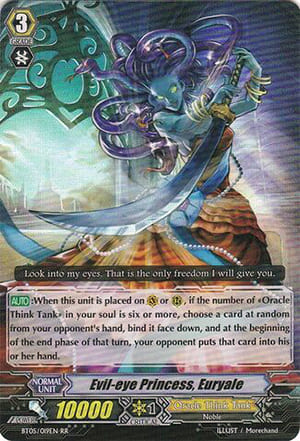 3
GRADE
Look into my eyes. That is the only freedom I will give you.
AUTO:When this unit is placed on or , if the number of «Oracle
Think Tank» in your soul is six or more, choose a card at random
from your opponent's hand, bind it face down, and at the beginning
of the end phase of that turn, your opponent puts that card into his
or her hand.
NORMAL
UNIT
Evil-eye Princess, Euryale
10000
1
CRITICAL
Oracle Think Tank
Noble
BT05/019EN RR
ILLUST / Morechand